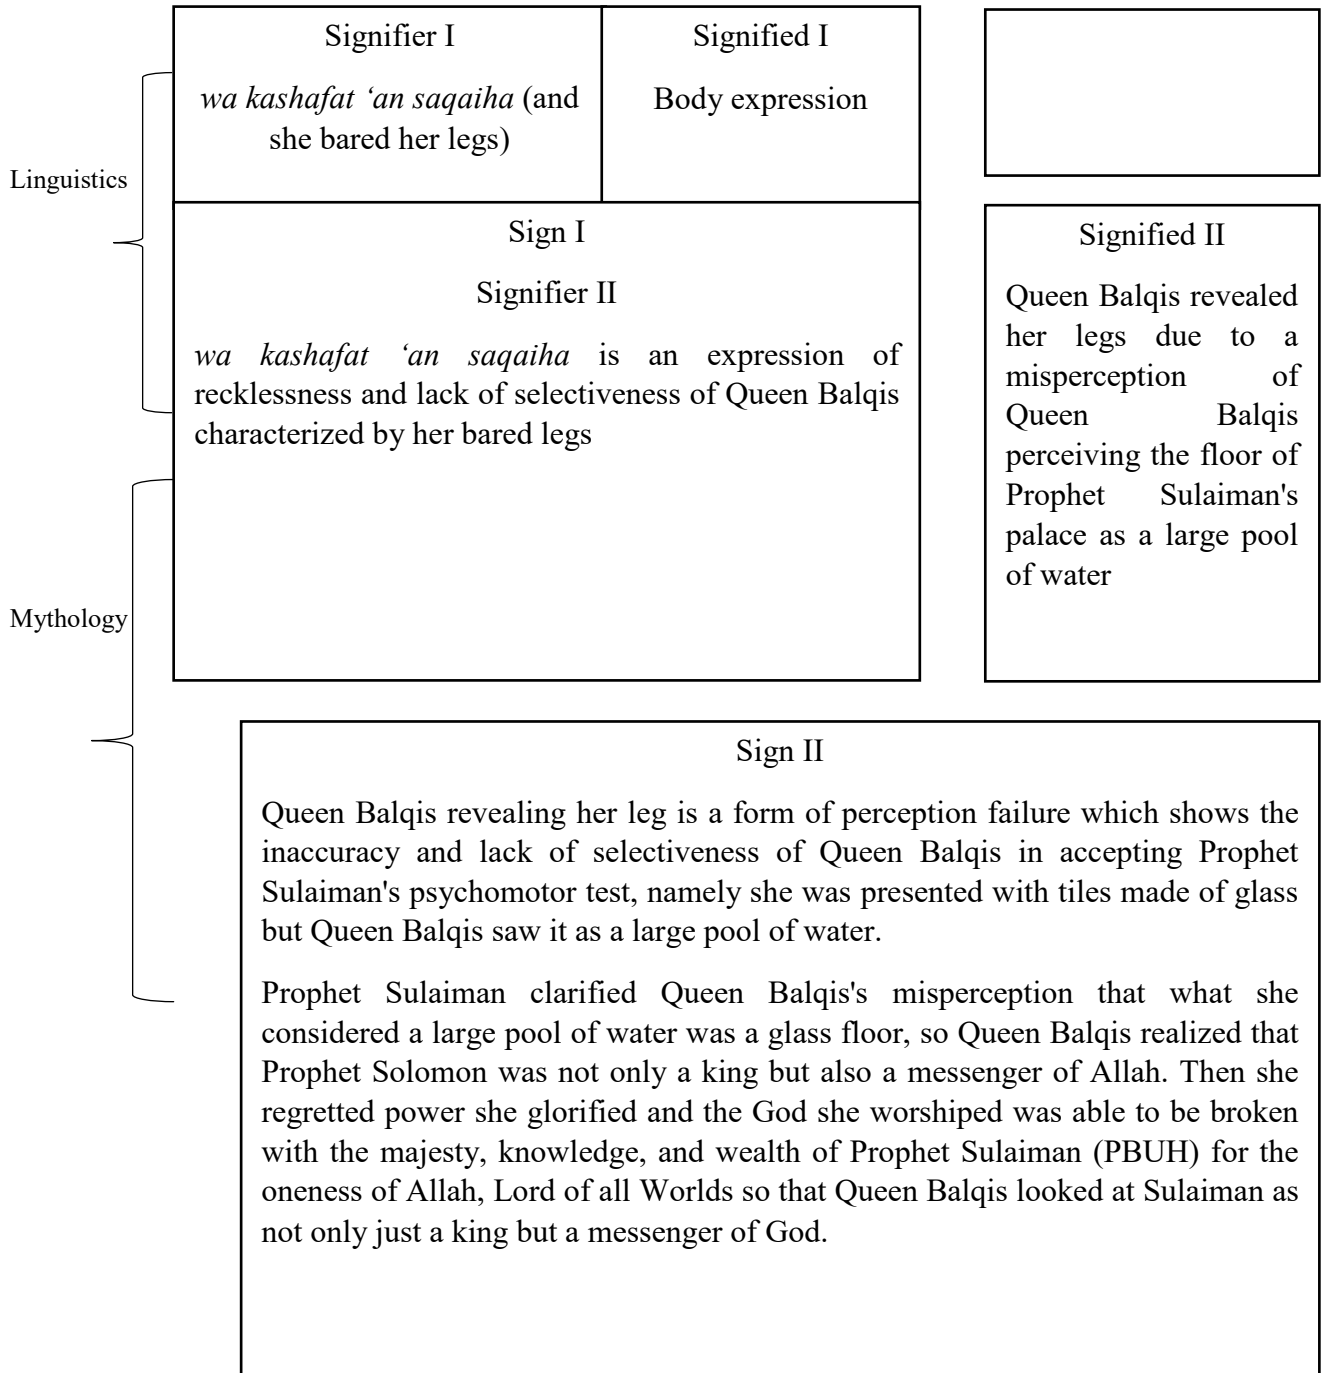 Linguistics
Mythology
Signifier I
wa kashafat ‘an saqaiha (and
she bared her legs)
Signified I
Body expression
Sign I
Signifier II
wa kashafat ‘an saqaiha is an expression of
recklessness and lack of selectiveness of Queen Balqis
characterized by her bared legs
Signified II
Queen Balqis revealed
her legs due to a
misperception of
Queen Balqis
perceiving the floor of
Prophet Sulaiman's
palace as a large pool
of water
Sign II
Queen Balqis revealing her leg is a form of perception failure which shows the
inaccuracy and lack of selectiveness of Queen Balqis in accepting Prophet
Sulaiman's psychomotor test, namely she was presented with tiles made of glass
but Queen Balqis saw it as a large pool of water.
Prophet Sulaiman clarified Queen Balqis's misperception that what she
considered a large pool of water was a glass floor, so Queen Balqis realized that
Prophet Solomon was not only a king but also a messenger of Allah. Then she
regretted power she glorified and the God she worshiped was able to be broken
with the majesty, knowledge, and wealth of Prophet Sulaiman (PBUH) for the
oneness of Allah, Lord of all Worlds so that Queen Balqis looked at Sulaiman as
not only just a king but a messenger of God.